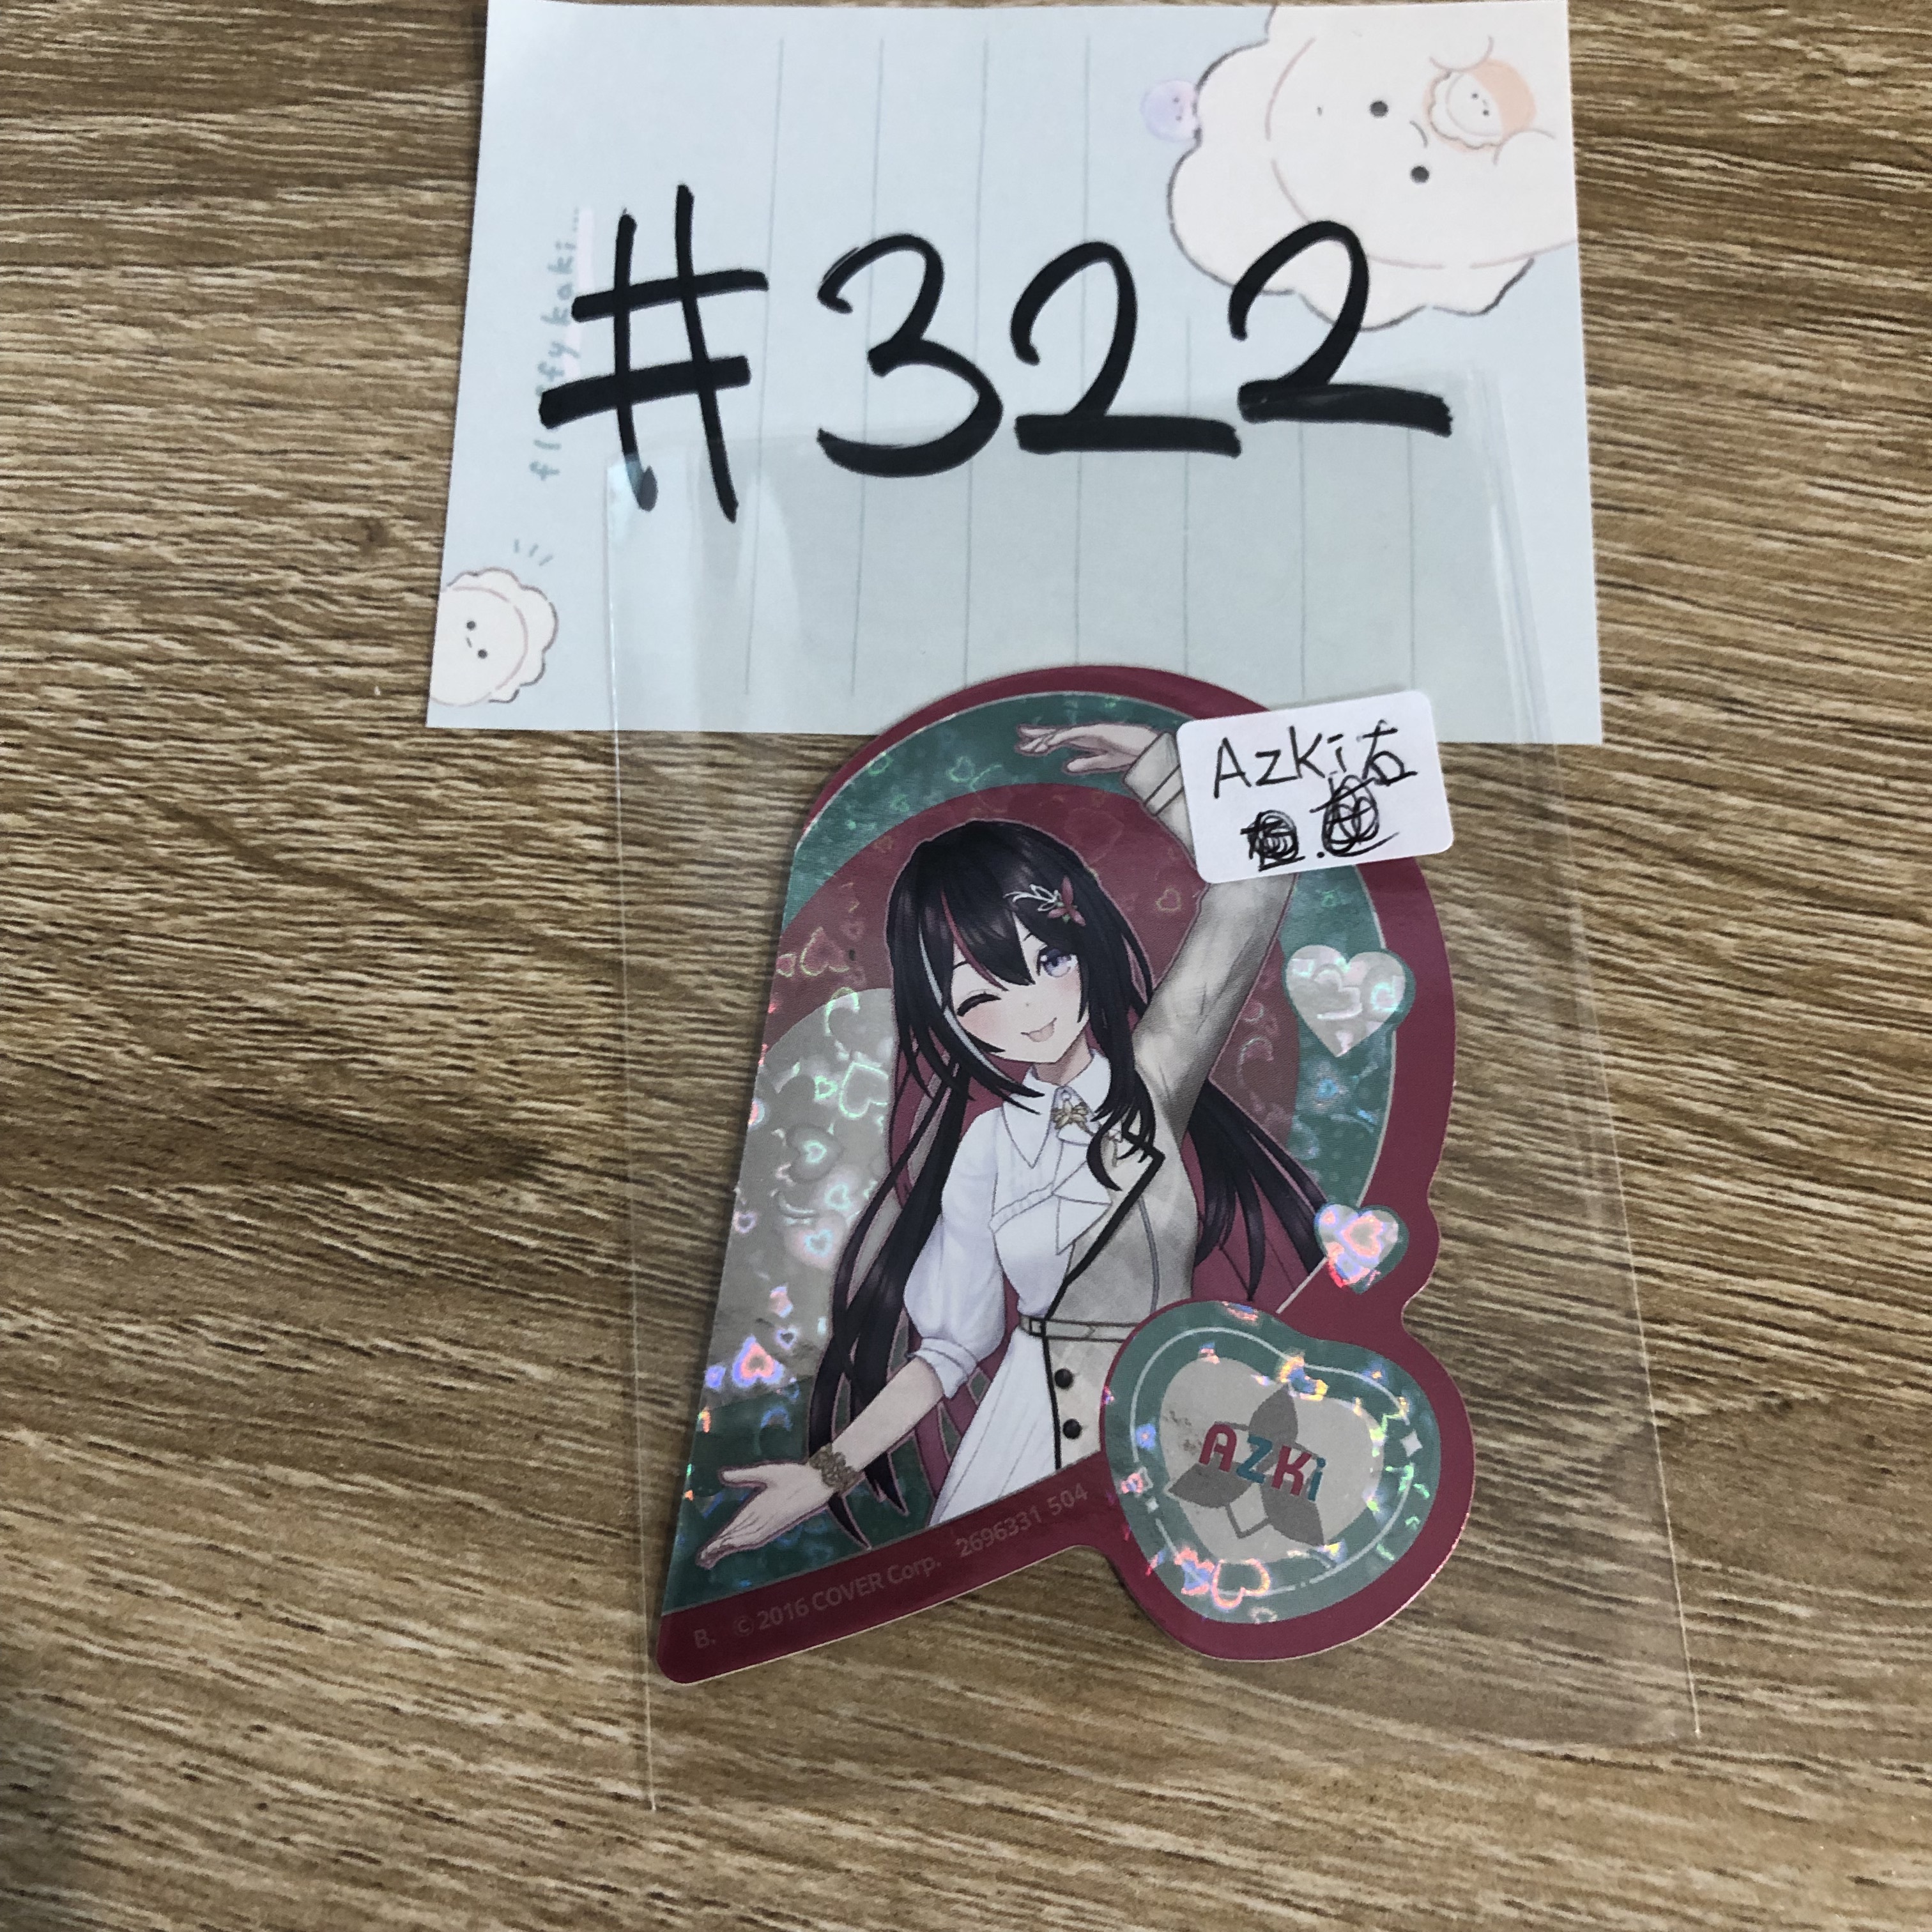 #322
fluffy kaki...
Azki右
AZKi
B. ©2016 COVER Corp. 2696331 504